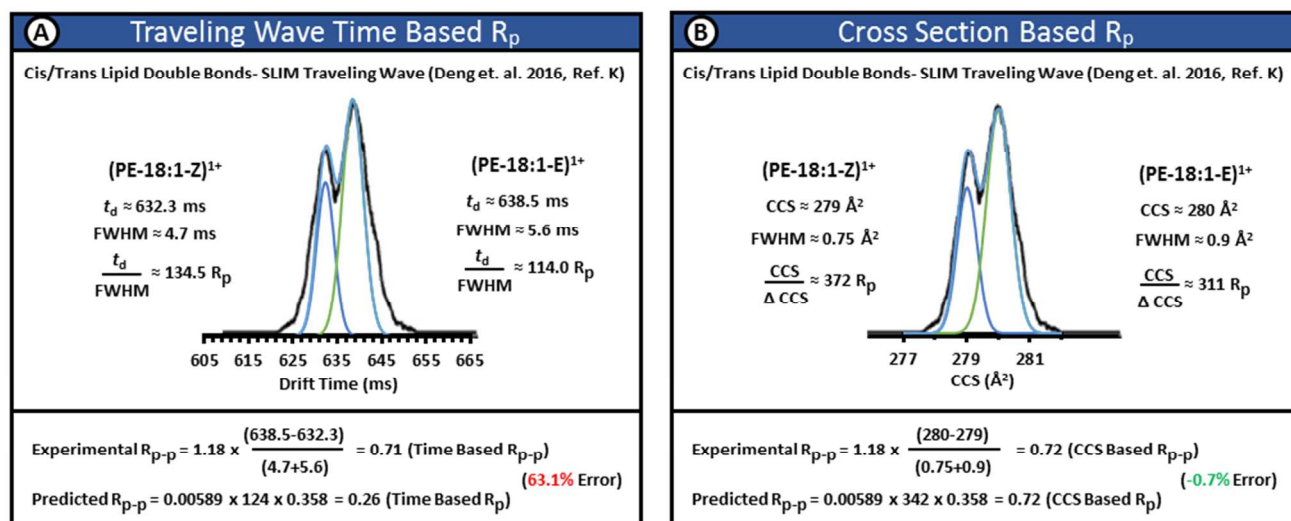 A Traveling Wave Time Based Rp
Cis/Trans Lipid Double Bonds- SLIM Traveling Wave (Deng et. al. 2016, Ref. K)
(PE-18:1-Z)1+
td ≈ 632.3 ms
FWHM ≈ 4.7 ms
td
FWHM
≈ 134.5 Rp
(PE-18:1-E)1+
td ≈ 638.5 ms
FWHM ≈ 5.6 ms
td
FWHM
≈ 114.0 Rp
605 615 625 635 645 655 665
Drift Time (ms)
Experimental Rp-p = 1.18 x (638.5-632.3) / (4.7+5.6) = 0.71 (Time Based Rp-p)
(63.1% Error)
Predicted Rp-p = 0.00589 x 124 x 0.358 = 0.26 (Time Based Rp)
B Cross Section Based Rp
Cis/Trans Lipid Double Bonds- SLIM Traveling Wave (Deng et. al. 2016, Ref. K)
(PE-18:1-Z)1+
CCS ≈ 279 Å²
FWHM ≈ 0.75 Å²
CCS
Δ CCS
≈ 372 Rp
(PE-18:1-E)1+
CCS ≈ 280 Å²
FWHM ≈ 0.9 Å²
CCS
Δ CCS
≈ 311 Rp
277 279 281
CCS (Å²)
Experimental Rp-p = 1.18 x (280-279) / (0.75+0.9) = 0.72 (CCS Based Rp-p)
(-0.7% Error)
Predicted Rp-p = 0.00589 x 342 x 0.358 = 0.72 (CCS Based Rp)